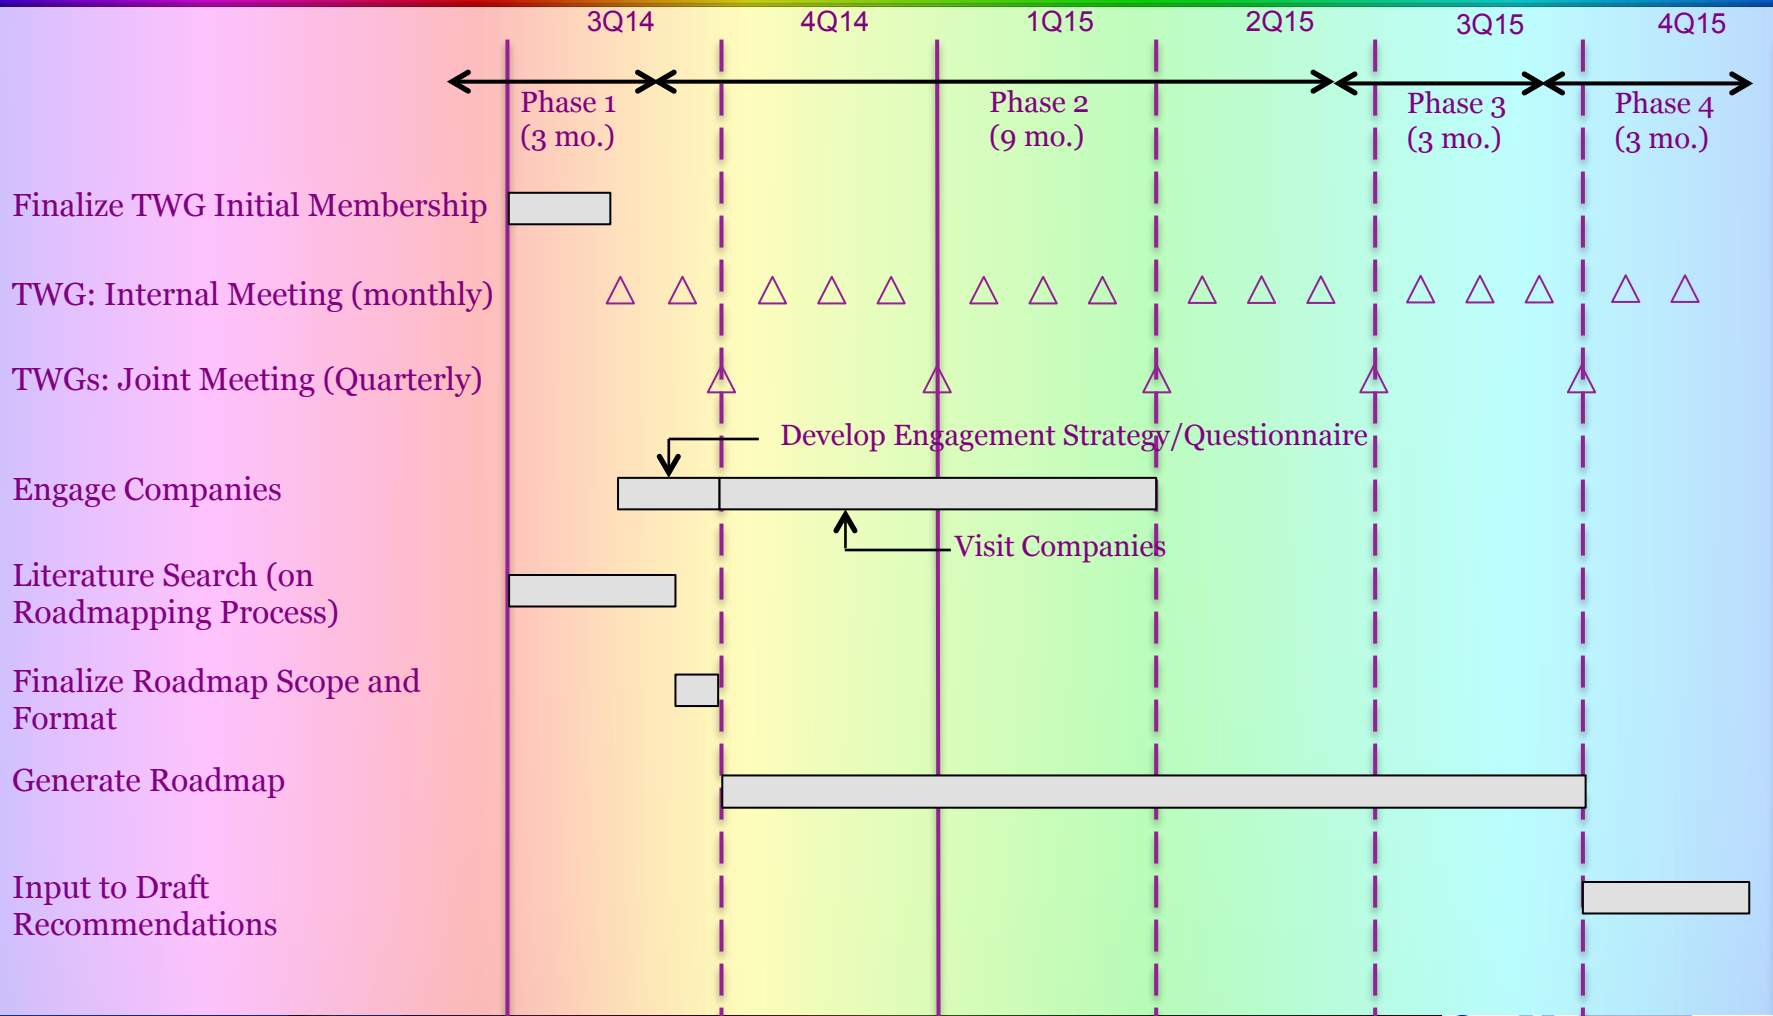 3Q14 4Q14 1Q15 2Q15 3Q15 4Q15
Phase 1 Phase 2 Phase 3 Phase 4
(3 mo.) (9 mo.) (3 mo.) (3 mo.)
Finalize TWG Initial Membership
TWG: Internal Meeting (monthly)
TWGs: Joint Meeting (Quarterly)
Develop Engagement Strategy/Questionnaire
Engage Companies
Visit Companies
Literature Search (on
Roadmapping Process)
Finalize Roadmap Scope and
Format
Generate Roadmap
Input to Draft
Recommendations